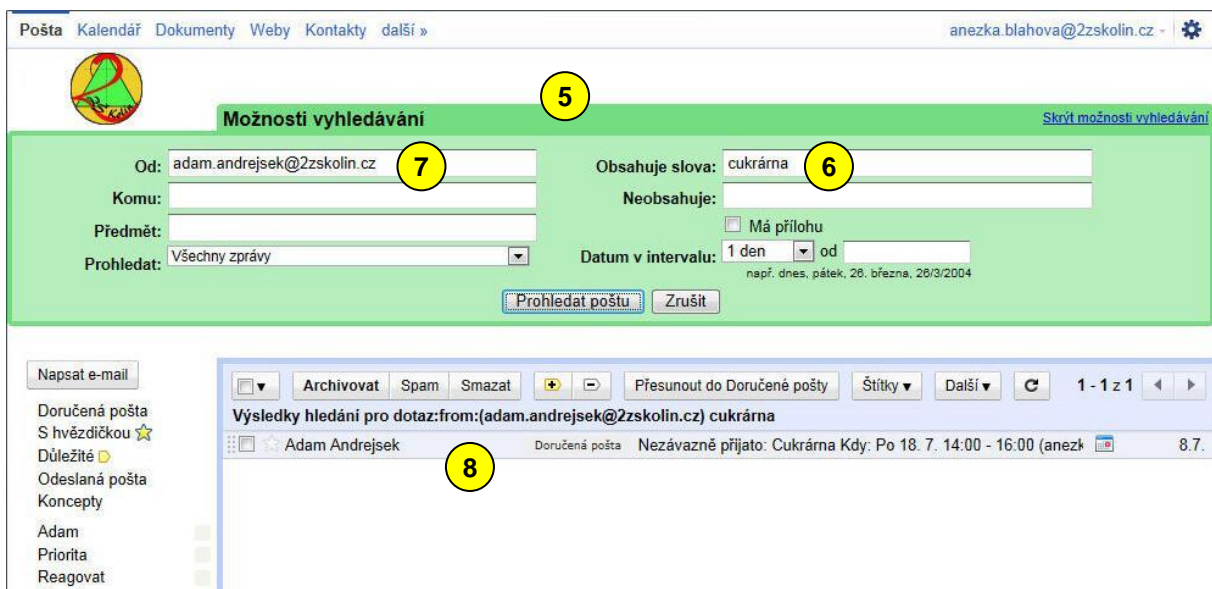 Pošta Kalendář Dokumenty Weby Kontakty další » anezka.blahova@2zskolin.cz
2 ZŠ Kolín
5
Možnosti vyhledávání Skrýt možnosti vyhledávání
Od: adam.andrejsek@2zskolin.cz 7 Obsahuje slova: cukrárna 6
Komu: Neobsahuje:
Předmět: Má přílohu
Prohledat: Všechny zprávy Datum v intervalu: 1 den od
např. dnes, pátek, 26. března, 26/3/2004
Prohledat poštu Zrušit
Napsat e-mail
Archivovat Spam Smazat Přesunout do Doručené pošty Štítky Další 1 - 1 z 1
Doručená pošta
Výsledky hledání pro dotaz:from:(adam.andrejsek@2zskolin.cz) cukrárna
S hvězdičkou
Adam Andrejsek Doručená pošta Nezávazně přijato: Cukrárna Kdy: Po 18. 7. 14:00 - 16:00 (anezk 8.7.
8
Důležité
Odeslaná pošta
Koncepty
Adam
Priorita
Reagovat